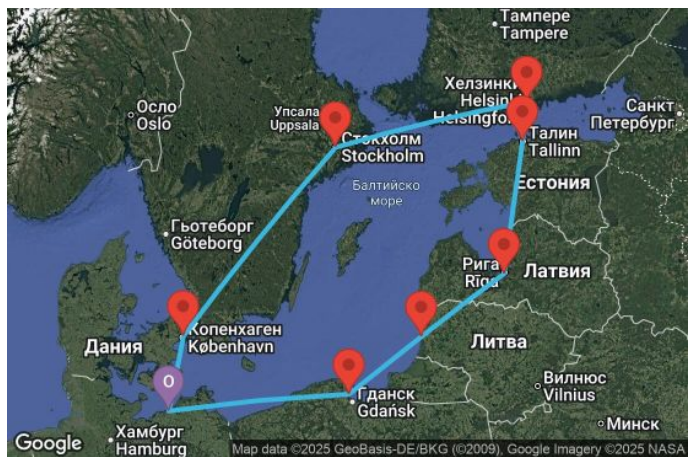 Тампере
Tampere
Хелзинки
Helsinki
Helsingfo
Санкт
Петербург
Осло
Oslo
Упсала
Uppsala
Стокхолм
Stockholm
Талин
Tallinn
Естония
Балтийско
море
Гьотеборг
Göteborg
Рига
Rīga
Латвия
Копенхаген
København
Дания
Литва
O
Гданск
Gdańsk
Вилнюс
Vilnius
Минск
Хамбург
Hamburg
Google
Map data ©2025 GeoBasis-DE/BKG (©2009), Google Imagery ©2025 NASA